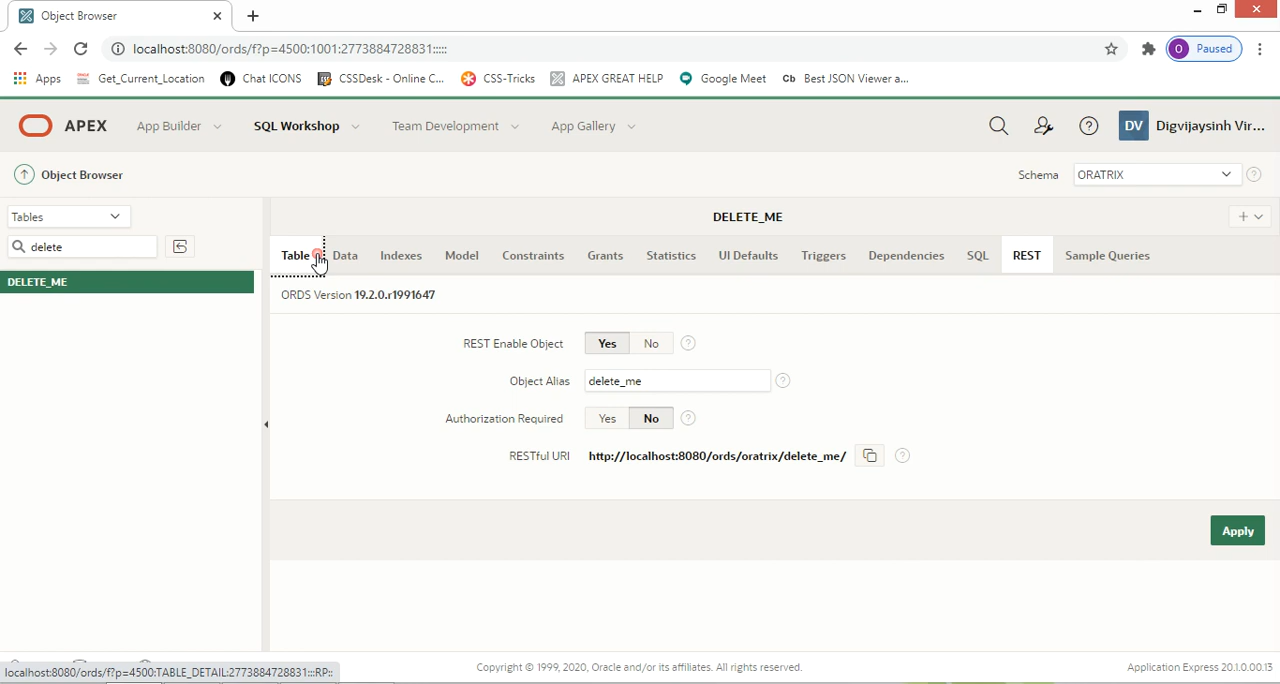 Object Browser
localhost:8080/ords/f?p=4500:1001:2773884728831:::::
Paused
Apps Get_Current_Location Chat ICONS CSSDesk - Online C... CSS-Tricks APEX GREAT HELP Google Meet Cb Best JSON Viewer a...
APEX App Builder SQL Workshop Team Development App Gallery DV Digvijaysinh Vir...
Object Browser Schema ORATRIX
Tables DELETE_ME
delete
Table Data Indexes Model Constraints Grants Statistics UI Defaults Triggers Dependencies SQL REST Sample Queries
DELETE_ME
ORDS Version 19.2.0.r1991647
REST Enable Object Yes No
Object Alias delete_me
Authorization Required Yes No
RESTful URI http://localhost:8080/ords/oratrix/delete_me/
Apply
localhost:8080/ords/f?p=4500:TABLE_DETAIL:2773884728831:::RP::
Copyright © 1999, 2020, Oracle and/or its affiliates. All rights reserved. Application Express 20.1.0.00.13